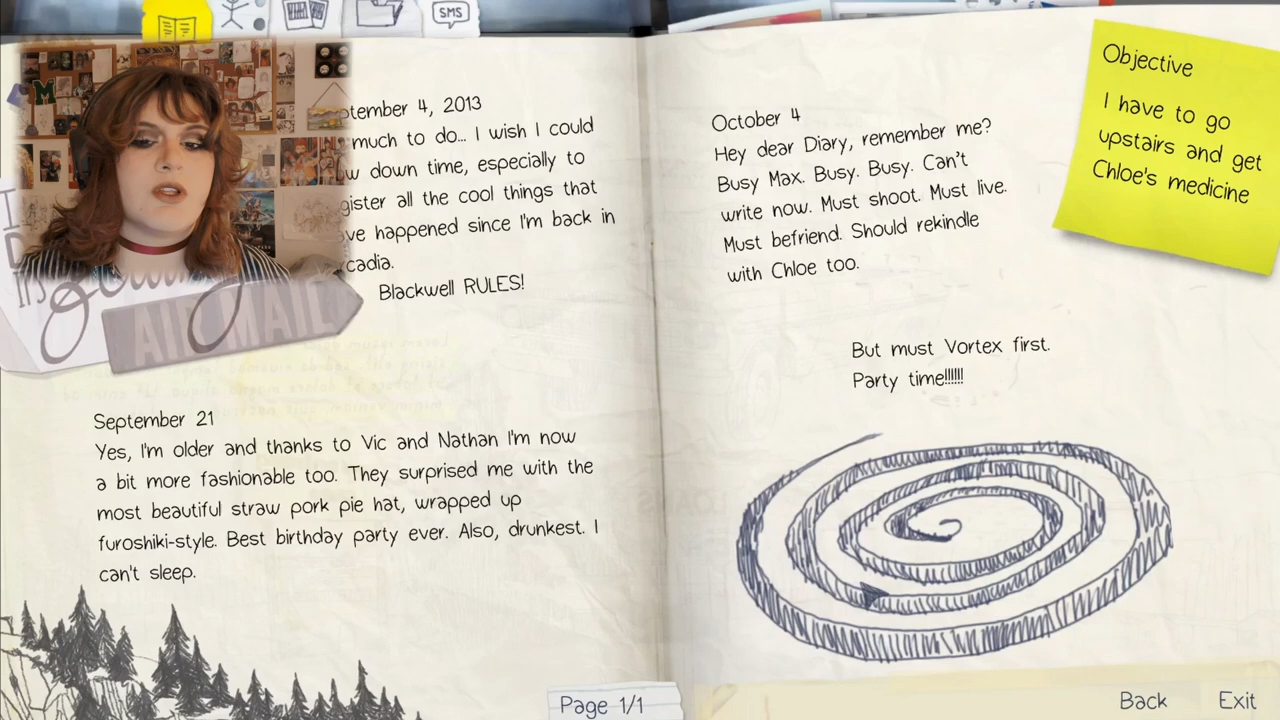 SMS
ptember 4, 2013
much to do... I wish I could
w down time, especially to
gister all the cool things that
ve happened since I'm back in
cadia.
Blackwell RULES!
AIR MAIL
September 21
Yes, I'm older and thanks to Vic and Nathan I'm now
a bit more fashionable too. They surprised me with the
most beautiful straw pork pie hat, wrapped up
furoshiki-style. Best birthday party ever. Also, drunkest. I
can't sleep.
October 4
Hey dear Diary, remember me?
Busy Max. Busy. Busy. Can't
write now. Must shoot. Must live.
Must befriend. Should rekindle
with Chloe too.
But must Vortex first.
Party time!!!!!!
Objective
I have to go
upstairs and get
Chloe's medicine
Page 1/1
Back
Exit